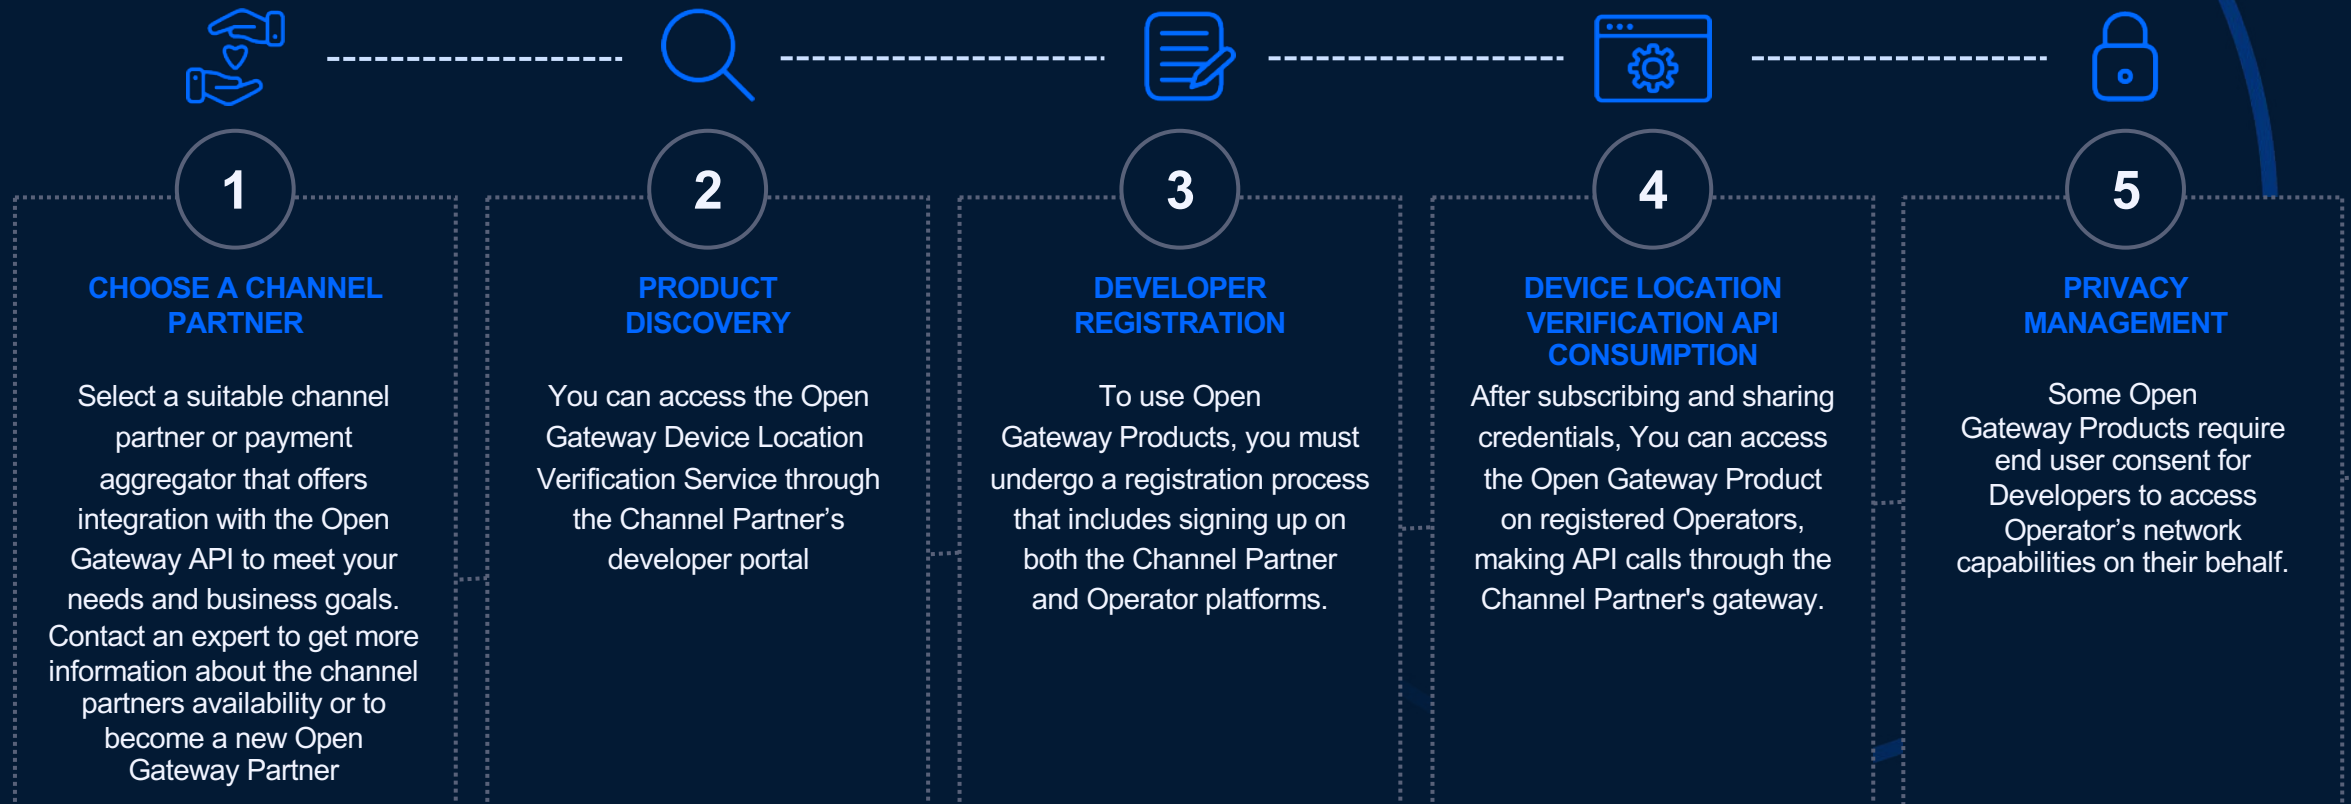 1
CHOOSE A CHANNEL
PARTNER
Select a suitable channel
partner or payment
aggregator that offers
integration with the Open
Gateway API to meet your
needs and business goals.
Contact an expert to get more
information about the channel
partners availability or to
become a new Open
Gateway Partner
2
PRODUCT
DISCOVERY
You can access the Open
Gateway Device Location
Verification Service through
the Channel Partner’s
developer portal
3
DEVELOPER
REGISTRATION
To use Open
Gateway Products, you must
undergo a registration process
that includes signing up on
both the Channel Partner
and Operator platforms.
4
DEVICE LOCATION
VERIFICATION API
CONSUMPTION
After subscribing and sharing
credentials, You can access
the Open Gateway Product
on registered Operators,
making API calls through the
Channel Partner's gateway.
5
PRIVACY
MANAGEMENT
Some Open
Gateway Products require
end user consent for
Developers to access
Operator’s network
capabilities on their behalf.